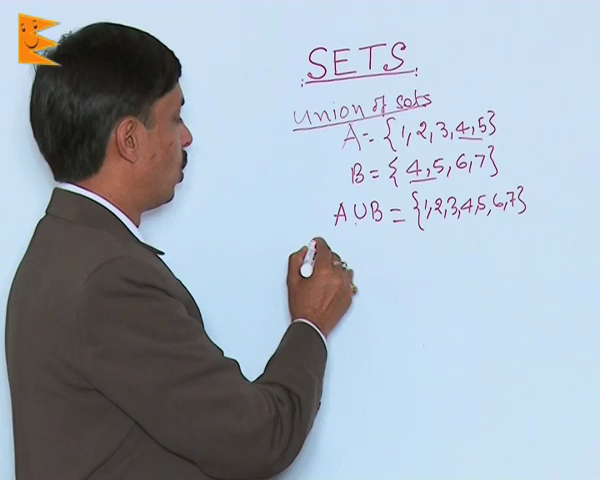 SETS
Union of sets
A = {1, 2, 3, 4, 5}
B = { 4, 5, 6, 7}
A ∪ B = {1,2,3,4,5,6,7}